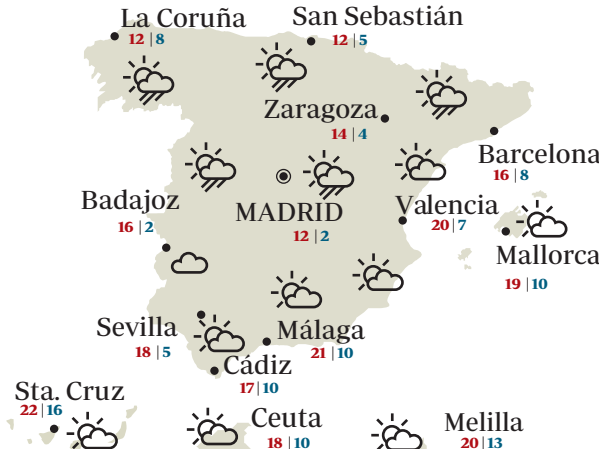 La Coruña
12|8
San Sebastián
12|5
Zaragoza
14|4
Barcelona
16|8
Badajoz
16|2
MADRID
12|2
Valencia
20|7
Mallorca
19|10
Sevilla
18|5
Málaga
21|10
Cádiz
17|10
Sta. Cruz
22|16
Ceuta
18|10
Melilla
20|13